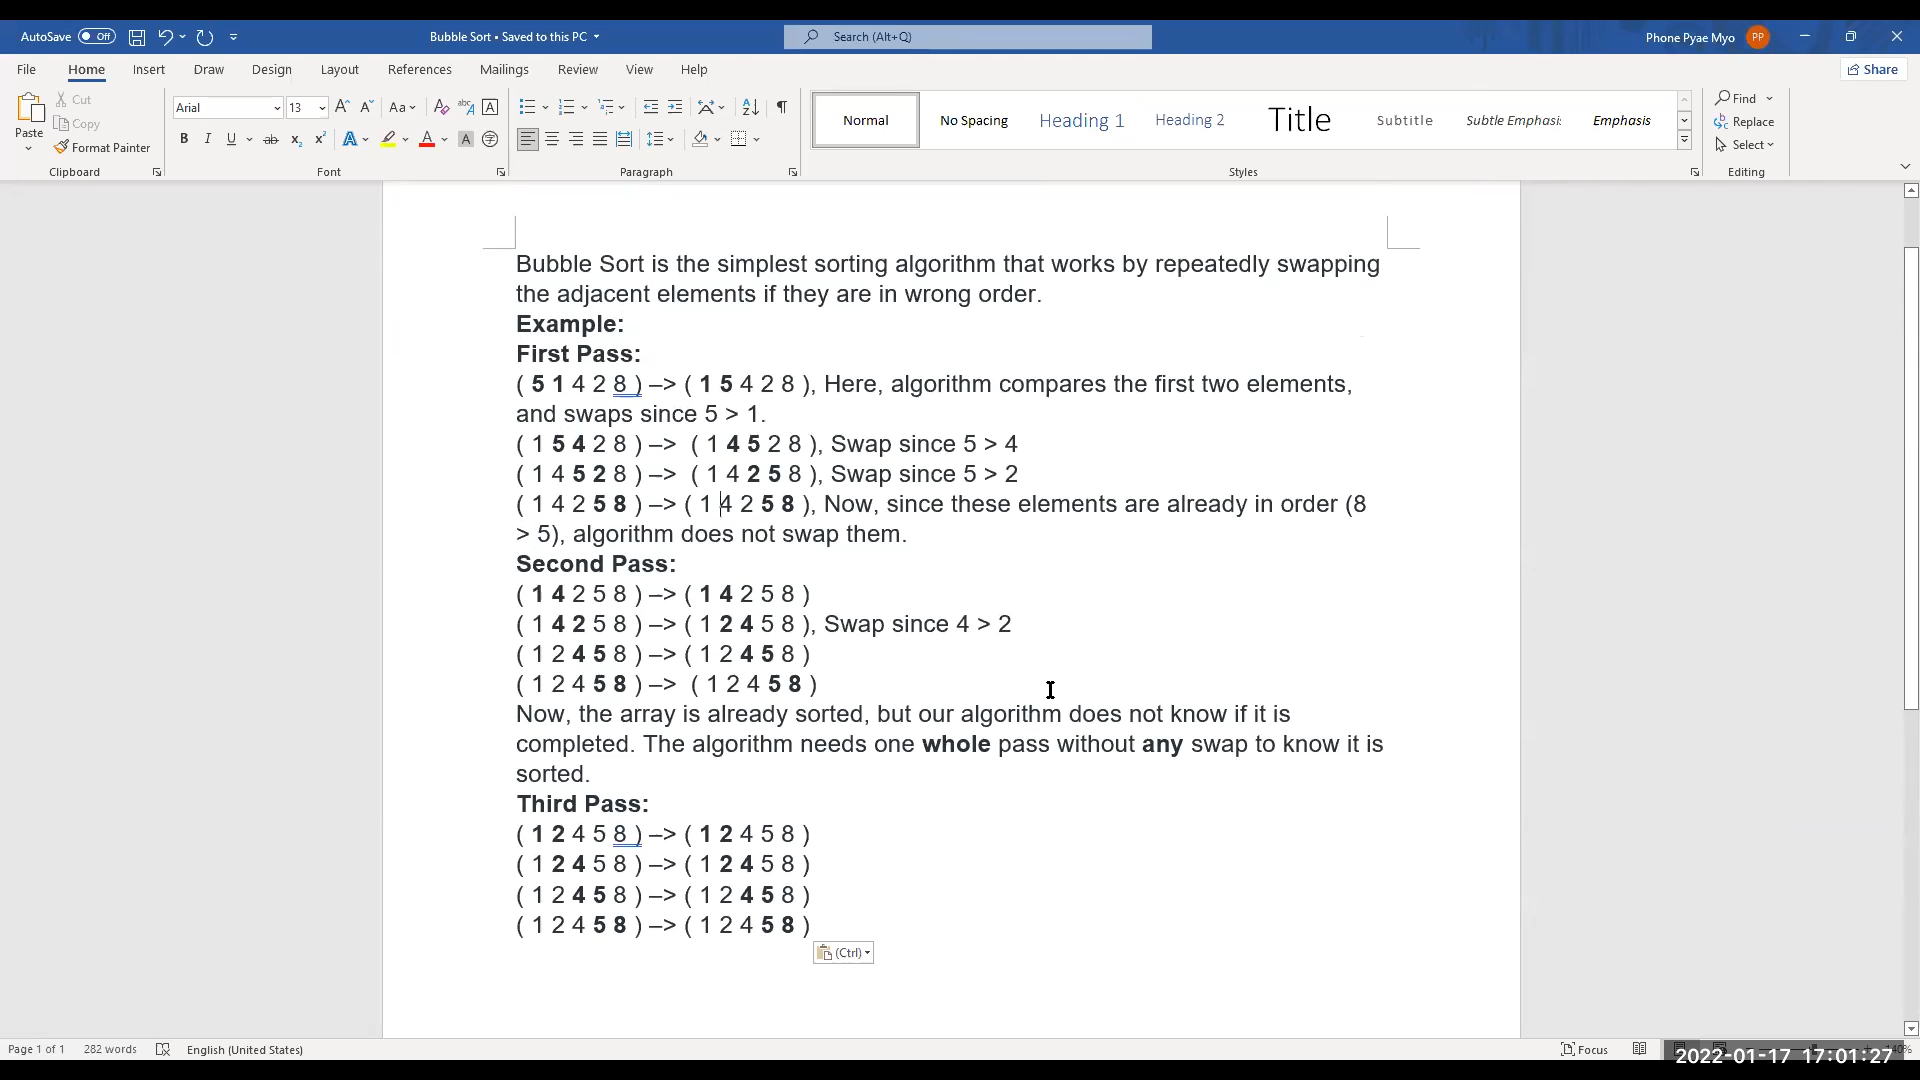 AutoSave Off Bubble Sort • Saved to this PC Search (Alt+Q) Phone Pyae Myo PP
File Home Insert Draw Design Layout References Mailings Review View Help Share
Paste Cut Copy Format Painter
Arial 13
Normal No Spacing Heading 1 Heading 2 Title Subtitle Subtle Emphasis Emphasis
Find Replace Select
Clipboard Font Paragraph Styles Editing
Bubble Sort is the simplest sorting algorithm that works by repeatedly swapping
the adjacent elements if they are in wrong order.
Example:
First Pass:
( 5 1 4 2 8 ) –> ( 1 5 4 2 8 ), Here, algorithm compares the first two elements,
and swaps since 5 > 1.
( 1 5 4 2 8 ) –> ( 1 4 5 2 8 ), Swap since 5 > 4
( 1 4 5 2 8 ) –> ( 1 4 2 5 8 ), Swap since 5 > 2
( 1 4 2 5 8 ) –> ( 1 4 2 5 8 ), Now, since these elements are already in order (8
> 5), algorithm does not swap them.
Second Pass:
( 1 4 2 5 8 ) –> ( 1 4 2 5 8 )
( 1 4 2 5 8 ) –> ( 1 2 4 5 8 ), Swap since 4 > 2
( 1 2 4 5 8 ) –> ( 1 2 4 5 8 )
( 1 2 4 5 8 ) –> ( 1 2 4 5 8 )
Now, the array is already sorted, but our algorithm does not know if it is
completed. The algorithm needs one whole pass without any swap to know it is
sorted.
Third Pass:
( 1 2 4 5 8 ) –> ( 1 2 4 5 8 )
( 1 2 4 5 8 ) –> ( 1 2 4 5 8 )
( 1 2 4 5 8 ) –> ( 1 2 4 5 8 )
( 1 2 4 5 8 ) –> ( 1 2 4 5 8 )
(Ctrl)
Page 1 of 1 282 words English (United States) Focus
2022-01-17 17:01:27